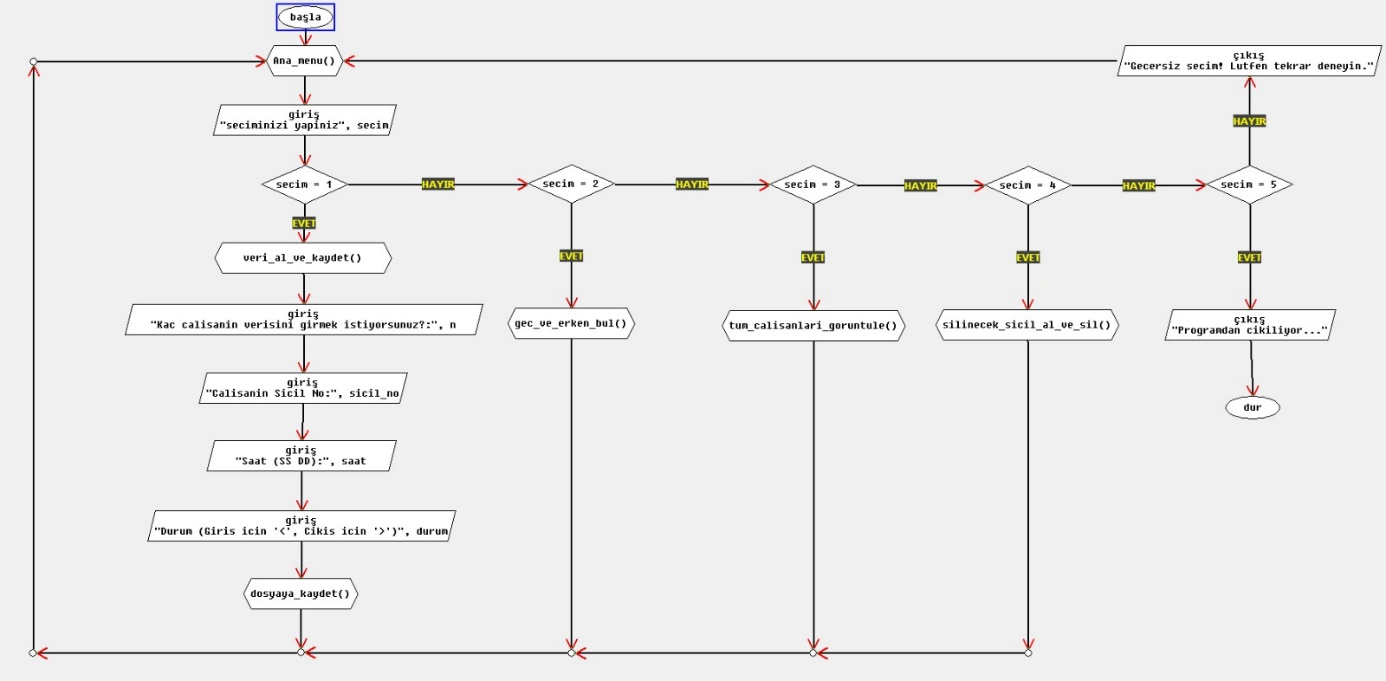 başla
Ana_menu()
çıkış
"Gecersiz secim! Lutfen tekrar deneyin."
giriş
"seciminizi yapiniz", secim
HAYIR
secim = 1
HAYIR
secim = 2
HAYIR
secim = 3
HAYIR
secim = 4
HAYIR
secim = 5
EVET
veri_al_ve_kaydet()
EVET
EVET
EVET
EVET
giriş
"Kac calisanin verisini girmek istiyorsunuz?:", n
gec_ve_erken_bul()
tum_calisanlari_goruntule()
silinecek_sicil_al_ve_sil()
çıkış
"Programdan cikiliyor..."
giriş
"Calisanin Sicil No:", sicil_no
dur
giriş
"Saat (SS DD):", saat
giriş
"Durum (Giris icin '<', Cikis icin '>')", durum
dosyaya_kaydet()